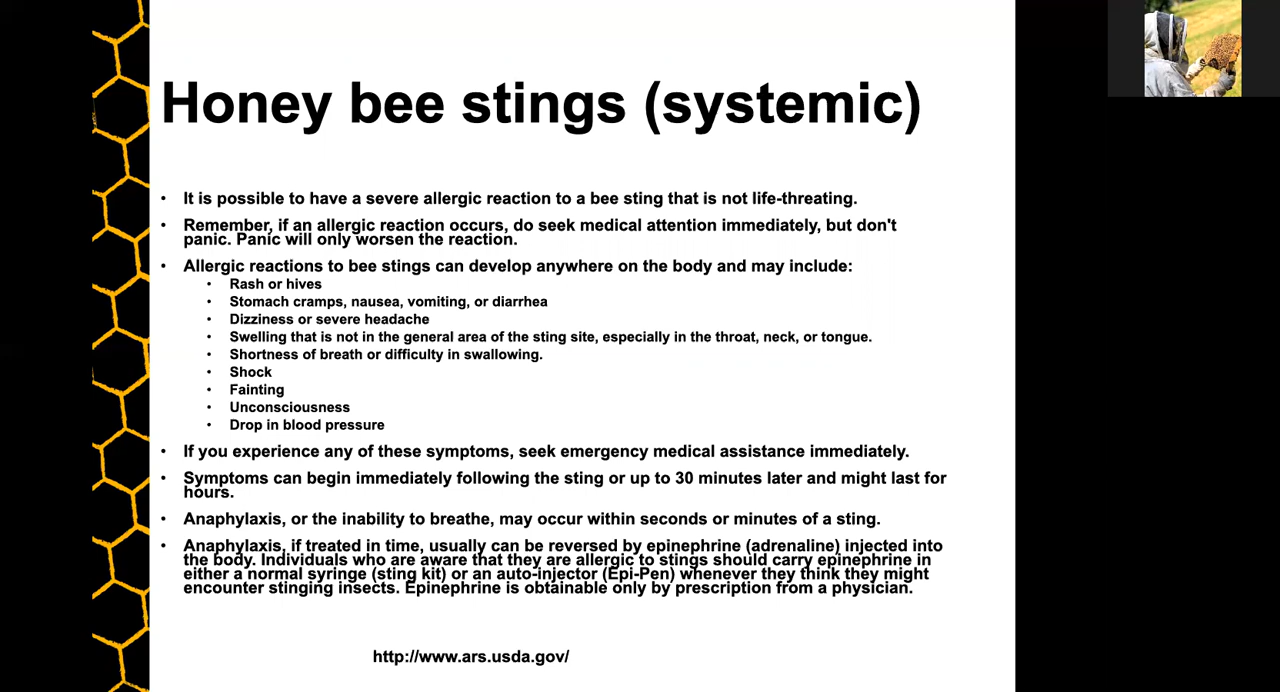 Honey bee stings (systemic)
• It is possible to have a severe allergic reaction to a bee sting that is not life-threating.
• Remember, if an allergic reaction occurs, do seek medical attention immediately, but don't
panic. Panic will only worsen the reaction.
• Allergic reactions to bee stings can develop anywhere on the body and may include:
• Rash or hives
• Stomach cramps, nausea, vomiting, or diarrhea
• Dizziness or severe headache
• Swelling that is not in the general area of the sting site, especially in the throat, neck, or tongue.
• Shortness of breath or difficulty in swallowing.
• Shock
• Fainting
• Unconsciousness
• Drop in blood pressure
• If you experience any of these symptoms, seek emergency medical assistance immediately.
• Symptoms can begin immediately following the sting or up to 30 minutes later and might last for
hours.
• Anaphylaxis, or the inability to breathe, may occur within seconds or minutes of a sting.
• Anaphylaxis, if treated in time, usually can be reversed by epinephrine (adrenaline) injected into
the body. Individuals who are aware that they are allergic to stings should carry epinephrine in
either a normal syringe (sting kit) or an auto-injector (Epi-Pen) whenever they think they might
encounter stinging insects. Epinephrine is obtainable only by prescription from a physician.
http://www.ars.usda.gov/